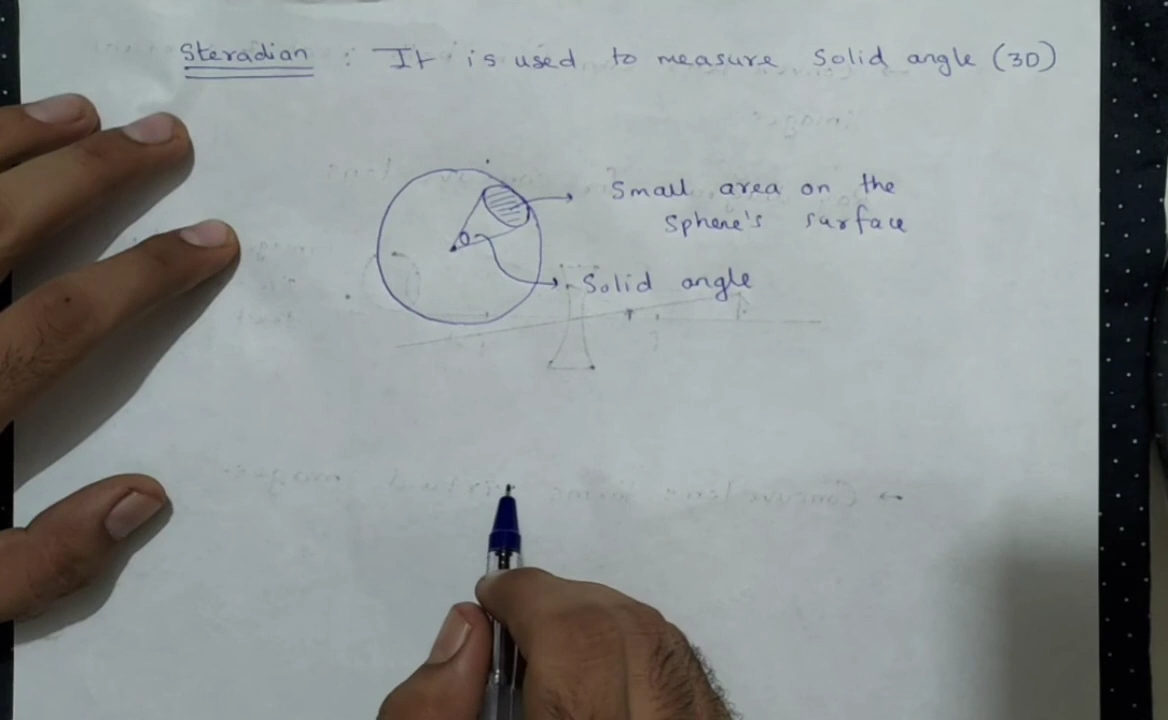 Steradian : It is used to measure Solid angle (3D)
Small area on the
Sphere's surface
Solid angle